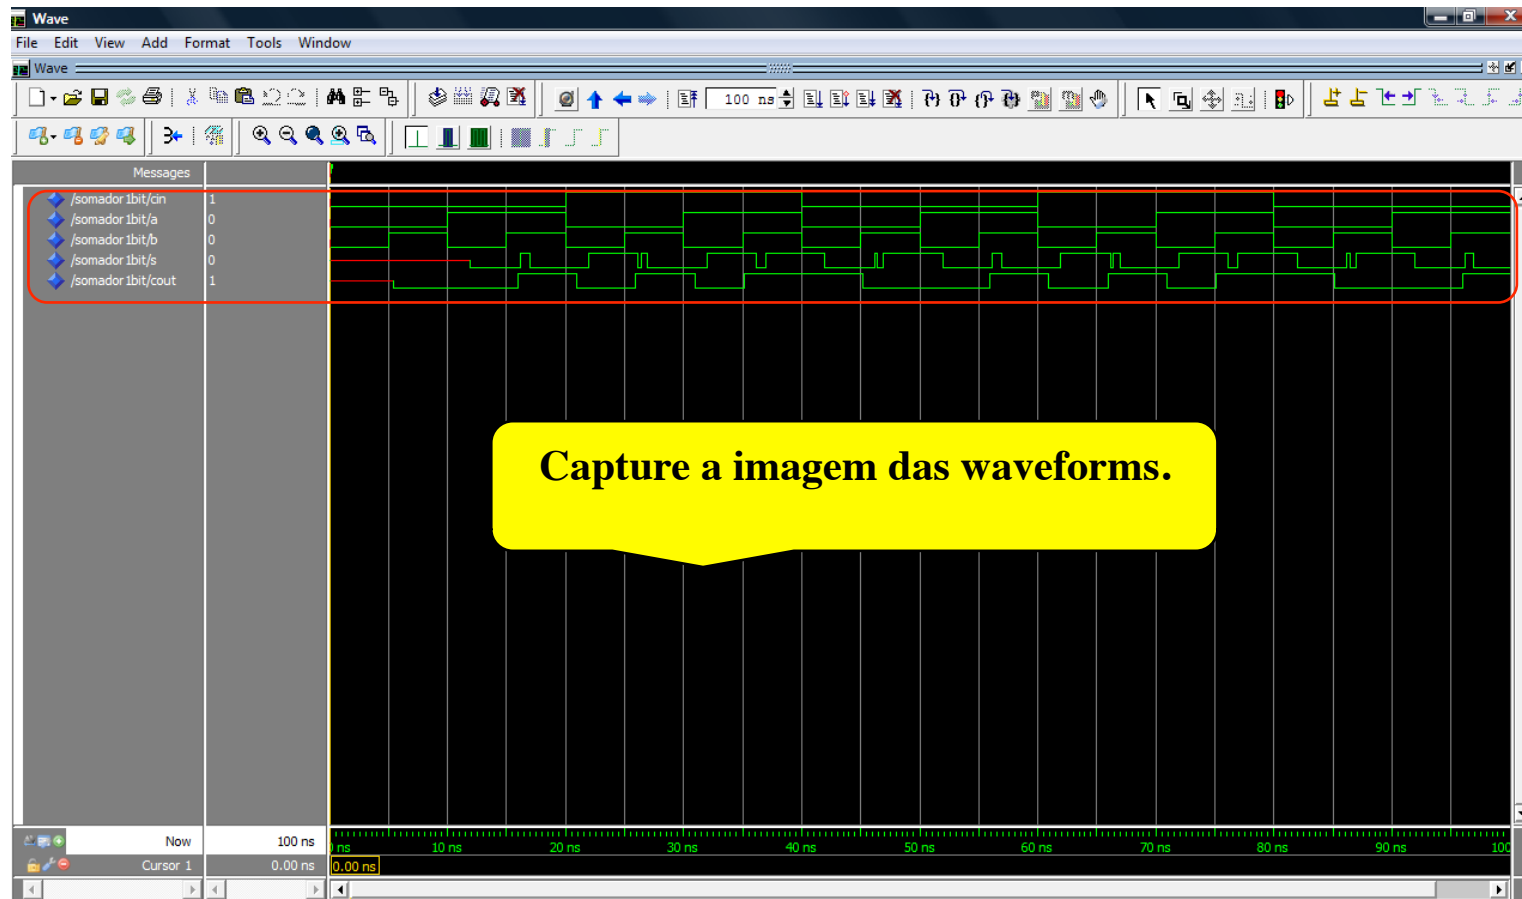 Wave
File Edit View Add Format Tools Window
Wave
100 ns
Messages
/somador1bit/cin 1
/somador1bit/a 0
/somador1bit/b 0
/somador1bit/s 0
/somador1bit/cout 1
Capture a imagem das waveforms.
Now 100 ns
ns 10 ns 20 ns 30 ns 40 ns 50 ns 60 ns 70 ns 80 ns 90 ns 100
Cursor 1 0.00 ns 0.00 ns